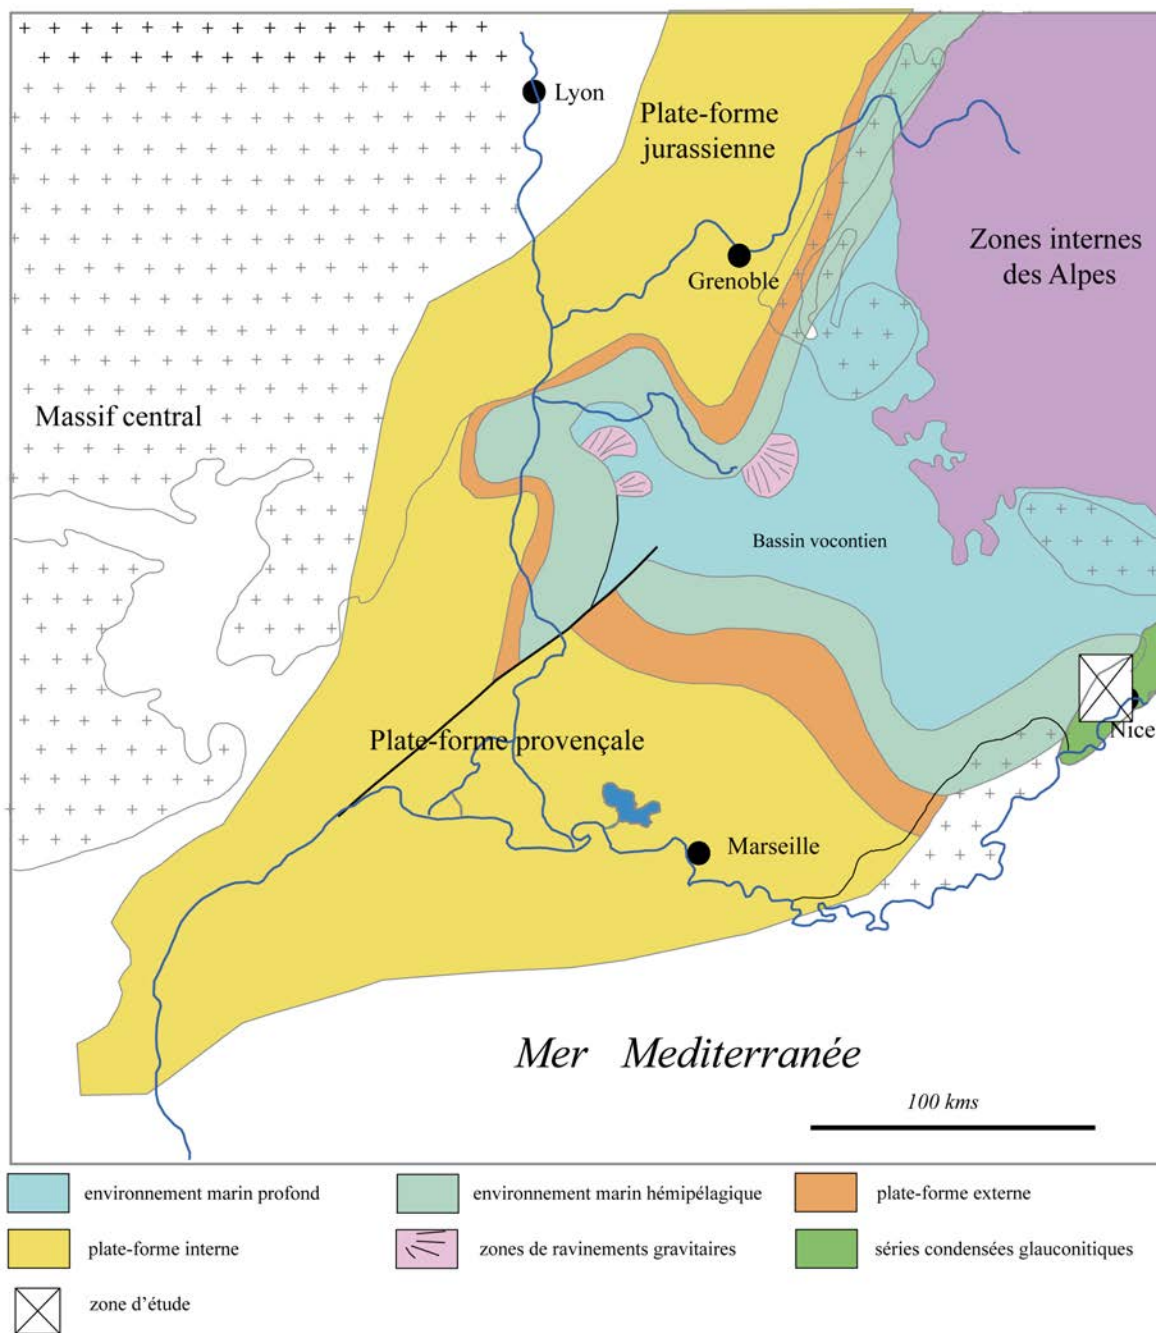 Lyon
Plate-forme
jurassienne
Zones internes
des Alpes
Grenoble
Massif central
Bassin vocontien
Nice
Plate-forme provençale
Marseille
Mer Mediterranée
100 kms
environnement marin profond
environnement marin hémipélagique
plate-forme externe
plate-forme interne
zones de ravinements gravitaires
séries condensées glauconitiques
zone d'étude